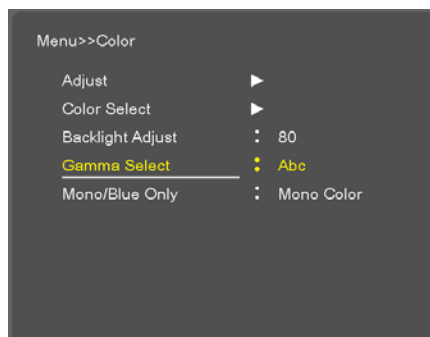 Menu>>Color
Adjust ▶
Color Select ▶
Backlight Adjust : 80
Gamma Select : Abc
Mono/Blue Only : Mono Color